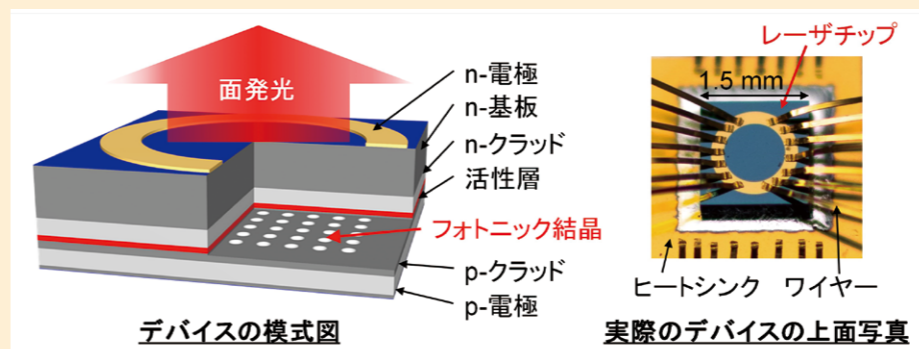 面発光
n-電極
n-基板
n-クラッド
活性層
フォトニック結晶
p-クラッド
p-電極
デバイスの模式図
レーザチップ
1.5 mm
ヒートシンク ワイヤー
実際のデバイスの上面写真